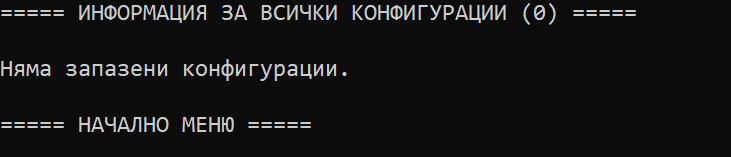 ===== ИНФОРМАЦИЯ ЗА ВСИЧКИ КОНФИГУРАЦИИ (0) =====
Няма запазени конфигурации.
===== НАЧАЛНО МЕНЮ =====